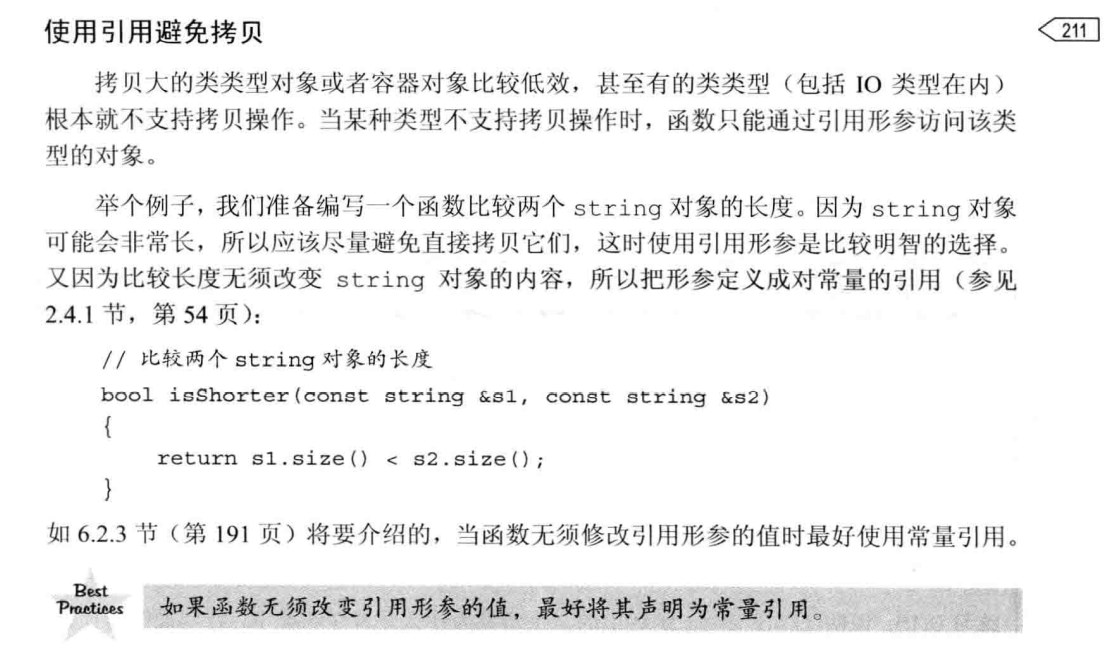 使用引用避免拷贝
211
拷贝大的类类型对象或者容器对象比较低效，甚至有的类类型（包括 IO 类型在内）
根本就不支持拷贝操作。当某种类型不支持拷贝操作时，函数只能通过引用形参访问该类
型的对象。
举个例子，我们准备编写一个函数比较两个 string 对象的长度。因为 string 对象
可能会非常长，所以应该尽量避免直接拷贝它们，这时使用引用形参是比较明智的选择。
又因为比较长度无须改变 string 对象的内容，所以把形参定义成对常量的引用（参见
2.4.1 节，第 54 页）：
// 比较两个 string 对象的长度
bool isShorter(const string &s1, const string &s2)
{
return s1.size() < s2.size();
}
如 6.2.3 节（第 191 页）将要介绍的，当函数无须修改引用形参的值时最好使用常量引用。
Best
Practices
如果函数无须改变引用形参的值，最好将其声明为常量引用。